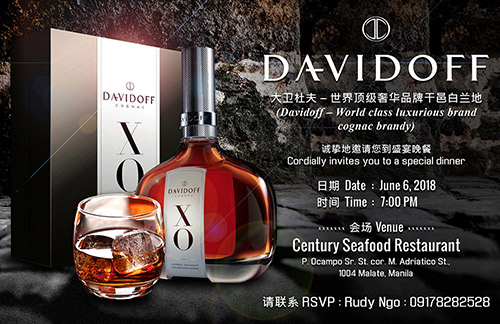 DAVIDOFF
大卫杜夫 – 世界顶级奢华品牌干邑白兰地
(Davidoff – World class luxurious brand
cognac brandy)
诚挚地邀请您到盛宴晚餐
Cordially invites you to a special dinner
日期 Date : June 6, 2018
时间 Time : 7:00 PM
xxxxxxx 会场 Venue xxxxxxx
Century Seafood Restaurant
P. Ocampo Sr. St. cor. M. Adriatico St.,
1004 Malate, Manila
请联系 RSVP : Rudy Ngo : 09178282528
DAVIDOFF
COGNAC
XO
DAVIDOFF
XO